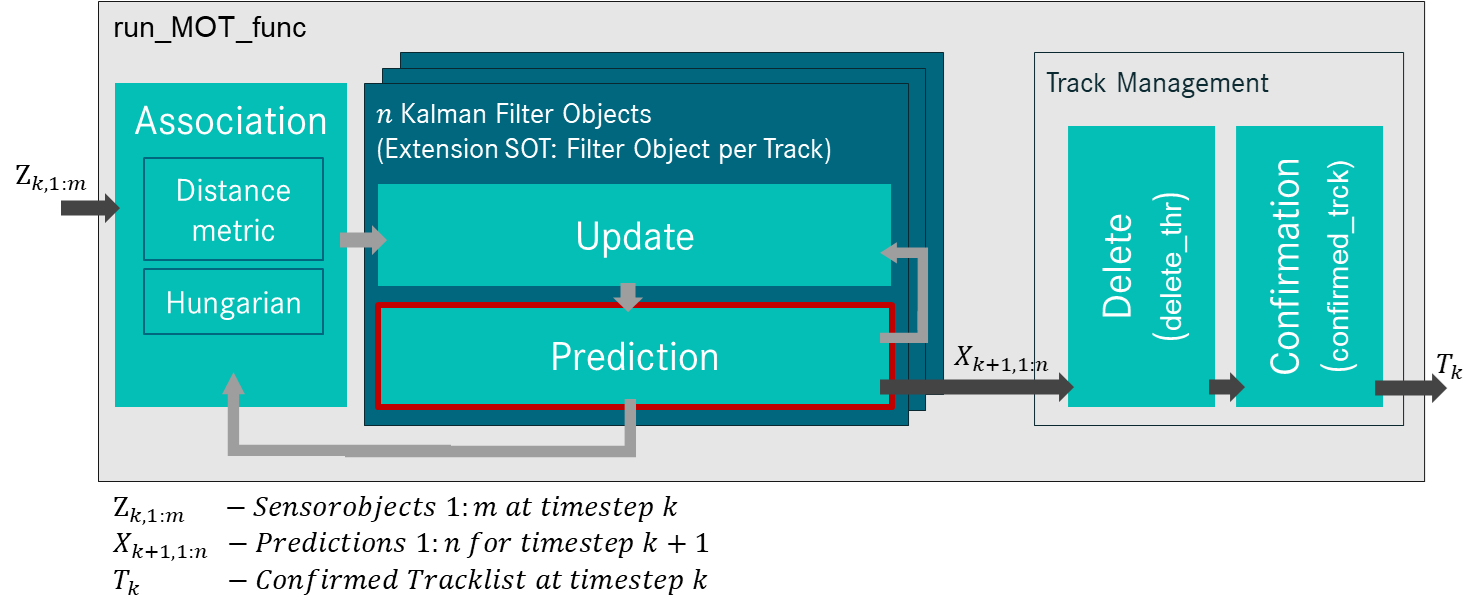 run_MOT_func
Association
Distance
metric
Hungarian
Z_{k,1:m}
n Kalman Filter Objects
(Extension SOT: Filter Object per Track)
Update
Prediction
X_{k+1,1:n}
Track Management
Delete
(delete_thr)
Confirmation
(confirmed_trck)
T_k
Z_{k,1:m} – Sensorobjects 1:m at timestep k
X_{k+1,1:n} – Predictions 1:n for timestep k + 1
T_k – Confirmed Tracklist at timestep k